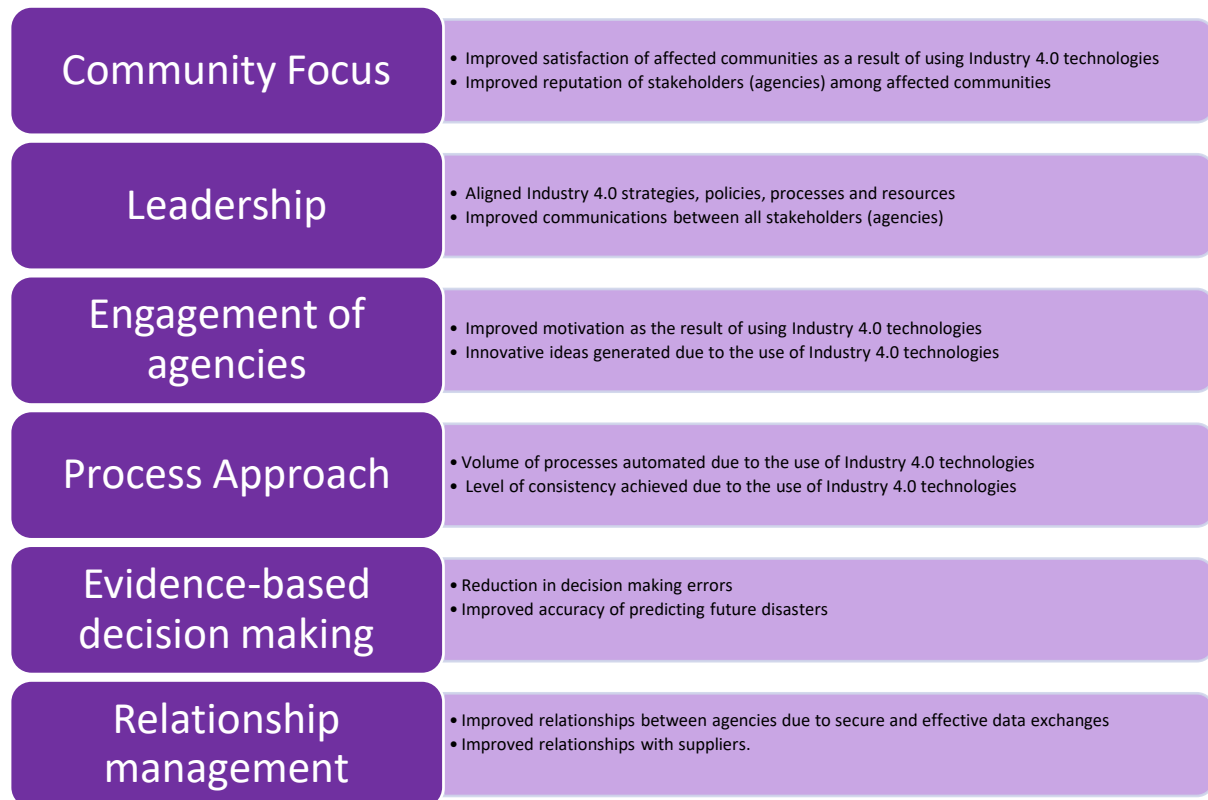 Community Focus
• Improved satisfaction of affected communities as a result of using Industry 4.0 technologies
• Improved reputation of stakeholders (agencies) among affected communities
Leadership
• Aligned Industry 4.0 strategies, policies, processes and resources
• Improved communications between all stakeholders (agencies)
Engagement of
agencies
• Improved motivation as the result of using Industry 4.0 technologies
• Innovative ideas generated due to the use of Industry 4.0 technologies
Process Approach
• Volume of processes automated due to the use of Industry 4.0 technologies
• Level of consistency achieved due to the use of Industry 4.0 technologies
Evidence-based
decision making
• Reduction in decision making errors
• Improved accuracy of predicting future disasters
Relationship
management
• Improved relationships between agencies due to secure and effective data exchanges
• Improved relationships with suppliers.